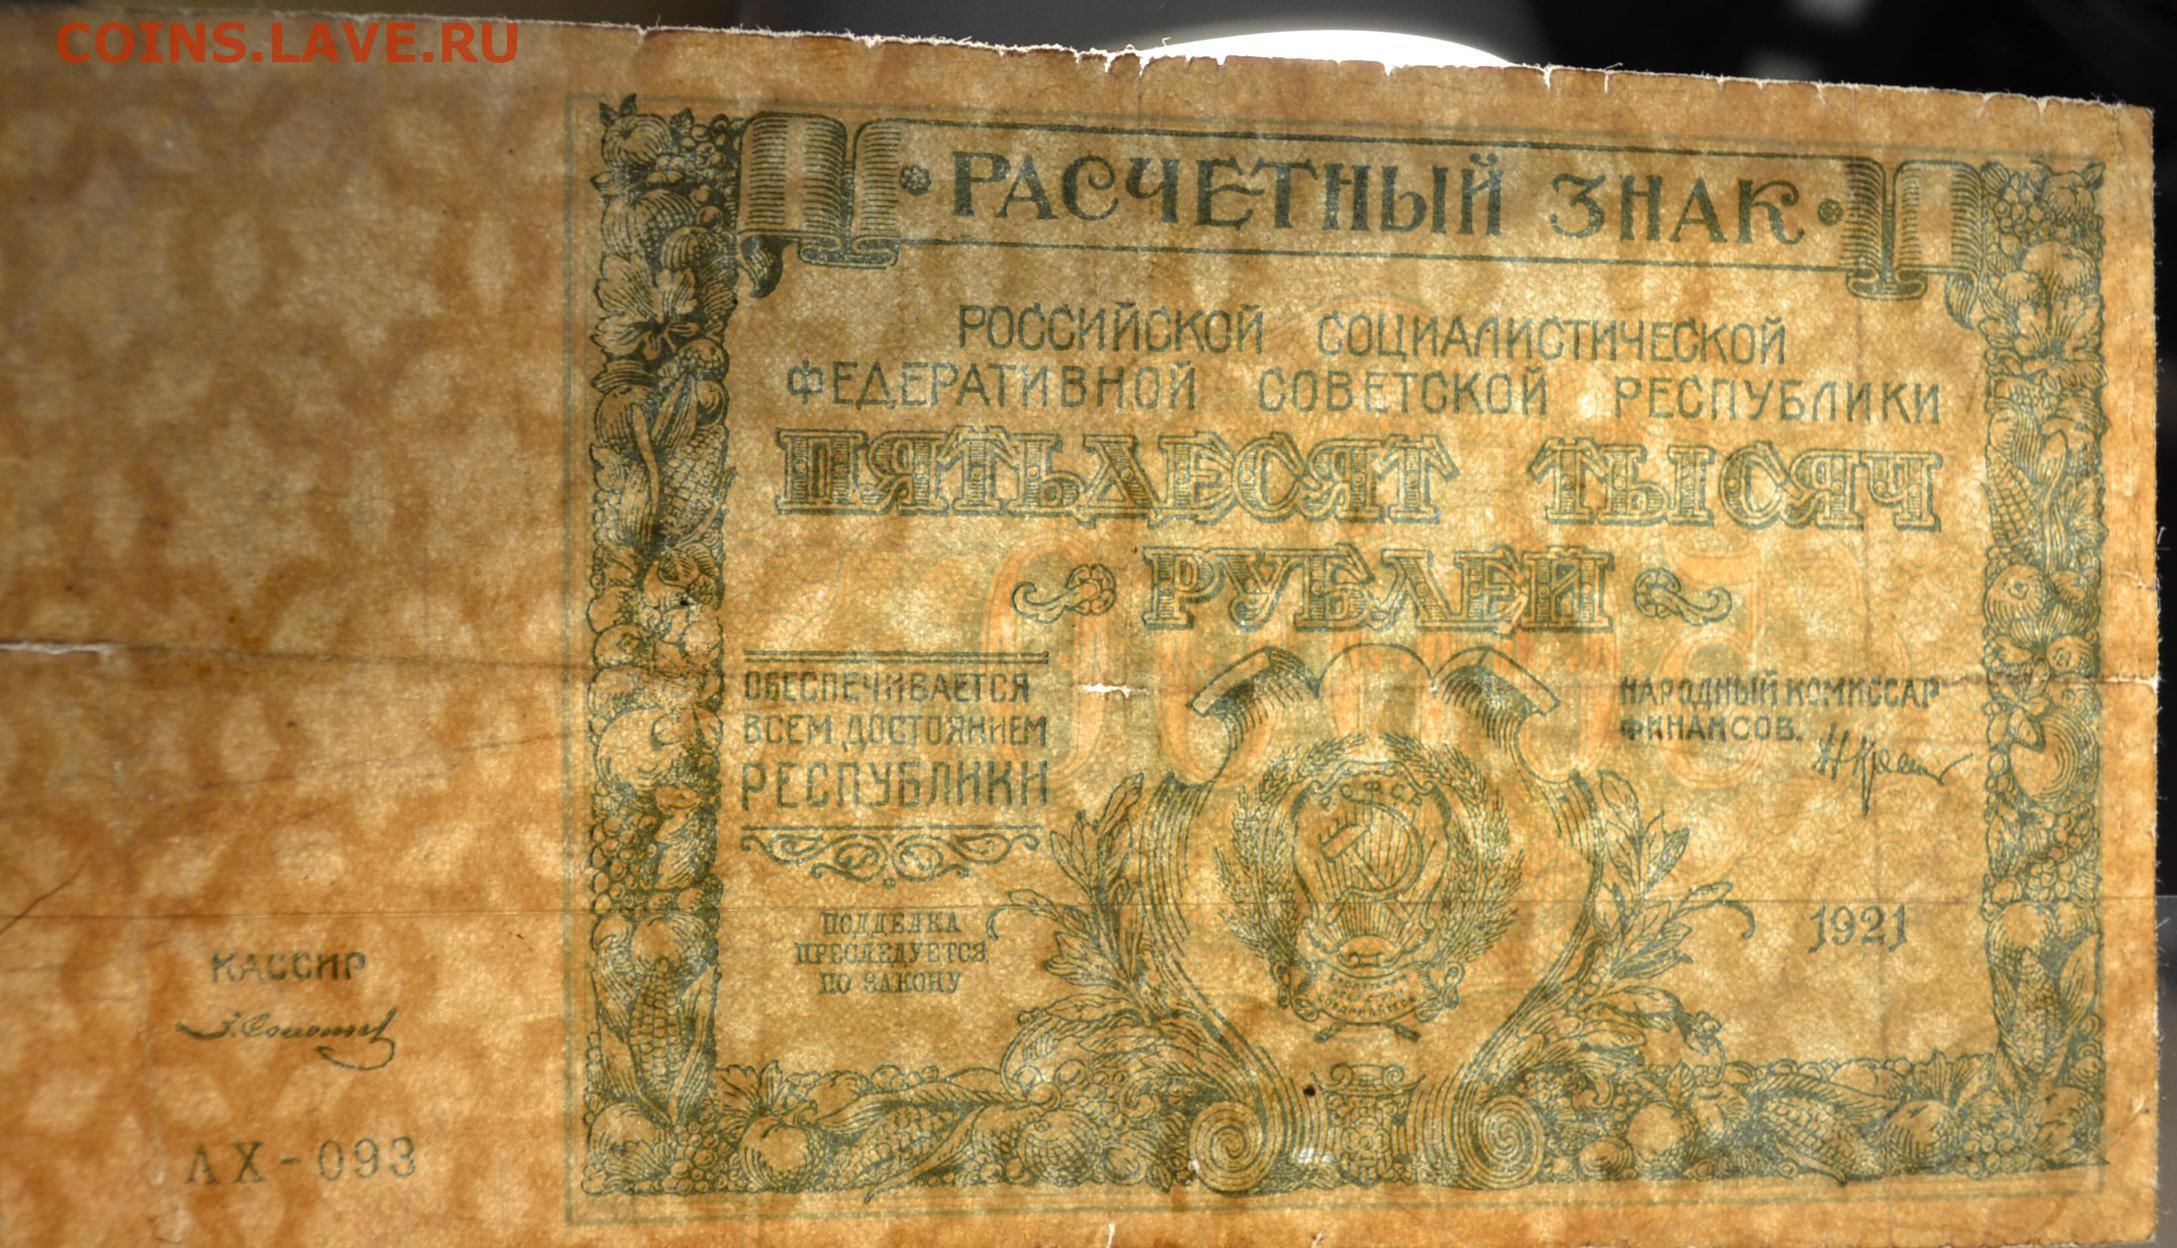 COINS.LAVE.RU
РАСЧЕТНЫЙ ЗНАК
РОССИЙСКОЙ СОЦИАЛИСТИЧЕСКОЙ
ФЕДЕРАТИВНОЙ СОВЕТСКОЙ РЕСПУБЛИКИ
ПЯТЬДЕСЯТ ТЫСЯЧ
РУБЛЕЙ
ОБЕСПЕЧИВАЕТСЯ
ВСЕМ ДОСТОЯНИЕМ
РЕСПУБЛИКИ
НАРОДНЫЙ КОМИССАР
ФИНАНСОВ.
Р.С.Ф.С.Р.
ПОДДЕЛКА
ПРЕСЛЕДУЕТСЯ
ПО ЗАКОНУ
1921
КАССИР
АХ-093